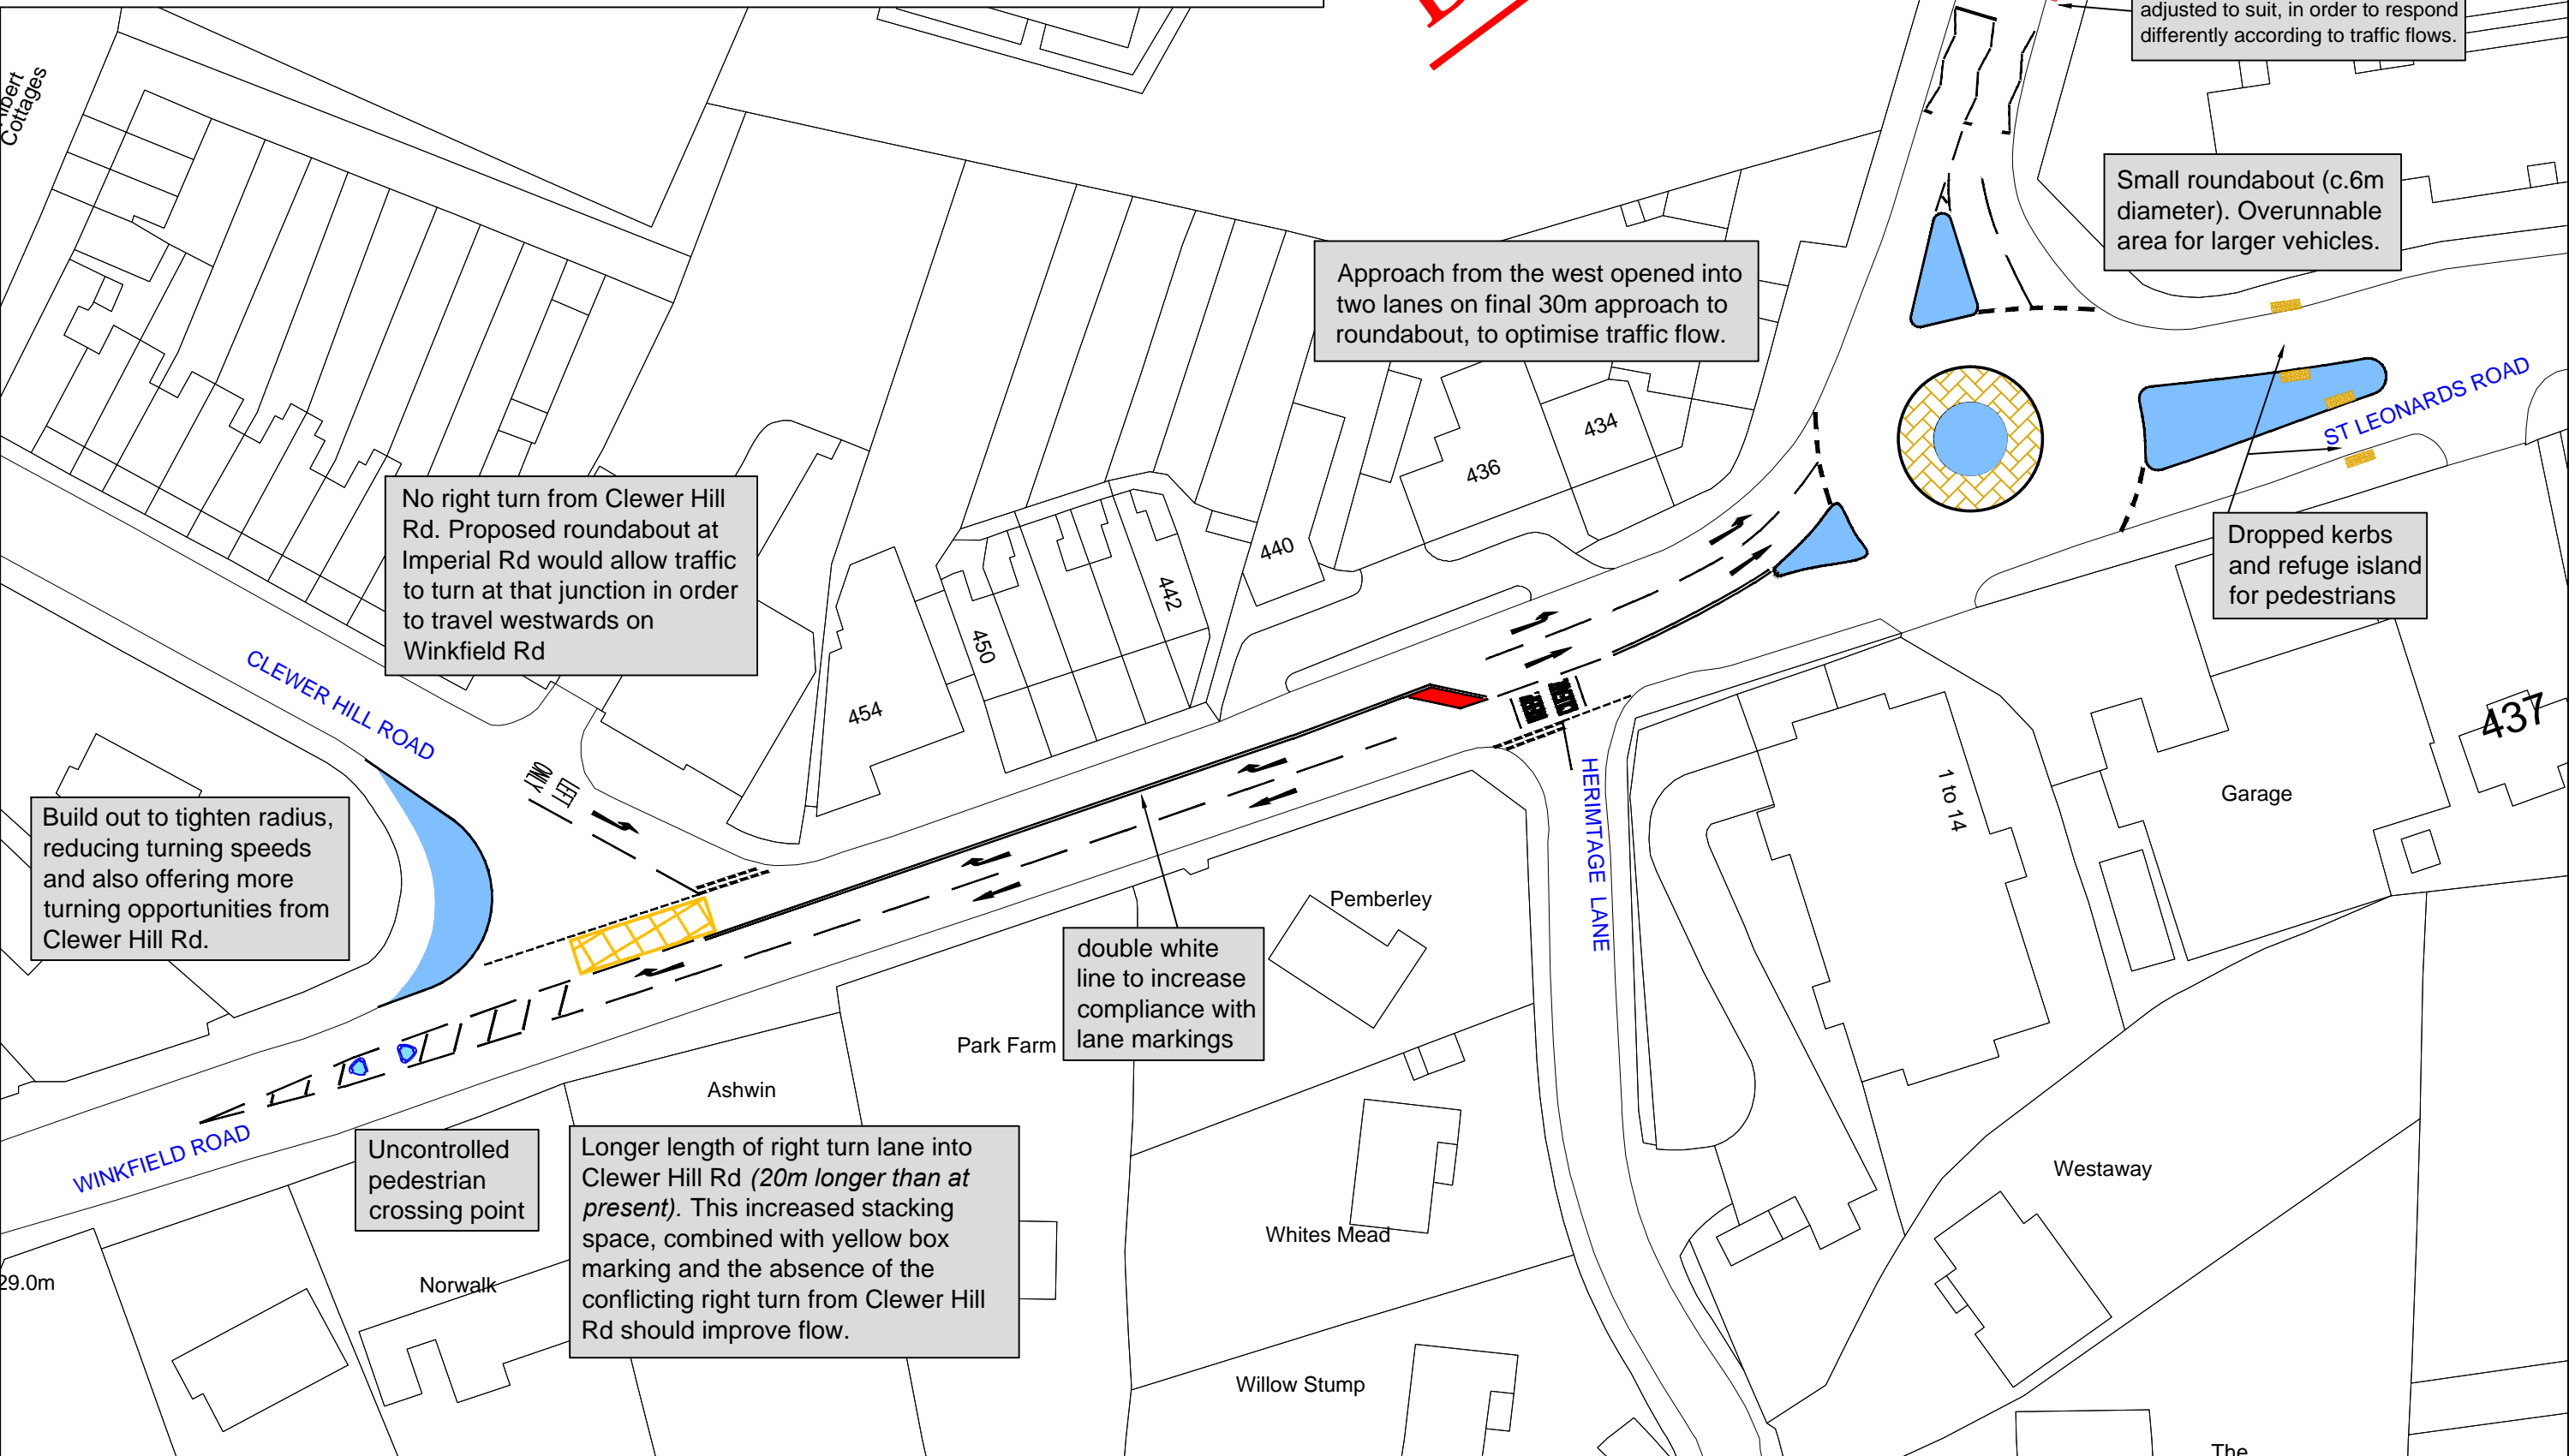 adjusted to suit, in order to respond
differently according to traffic flows.
Cottages
Small roundabout (c.6m
diameter). Overunnable
area for larger vehicles.
Approach from the west opened into
two lanes on final 30m approach to
roundabout, to optimise traffic flow.
ST LEONARDS ROAD
434
436
440
442
450
454
No right turn from Clewer Hill
Rd. Proposed roundabout at
Imperial Rd would allow traffic
to turn at that junction in order
to travel westwards on
Winkfield Rd
Dropped kerbs
and refuge island
for pedestrians
CLEWER HILL ROAD
LEFT
ONLY
KEEP
CLEAR
HERIMTAGE LANE
437
1 to 14
Garage
Build out to tighten radius,
reducing turning speeds
and also offering more
turning opportunities from
Clewer Hill Rd.
Pemberley
double white
line to increase
compliance with
lane markings
Park Farm
Ashwin
WINKFIELD ROAD
Uncontrolled
pedestrian
crossing point
Longer length of right turn lane into
Clewer Hill Rd (20m longer than at
present). This increased stacking
space, combined with yellow box
marking and the absence of the
conflicting right turn from Clewer Hill
Rd should improve flow.
Westaway
Whites Mead
29.0m
Norwalk
Willow Stump
The